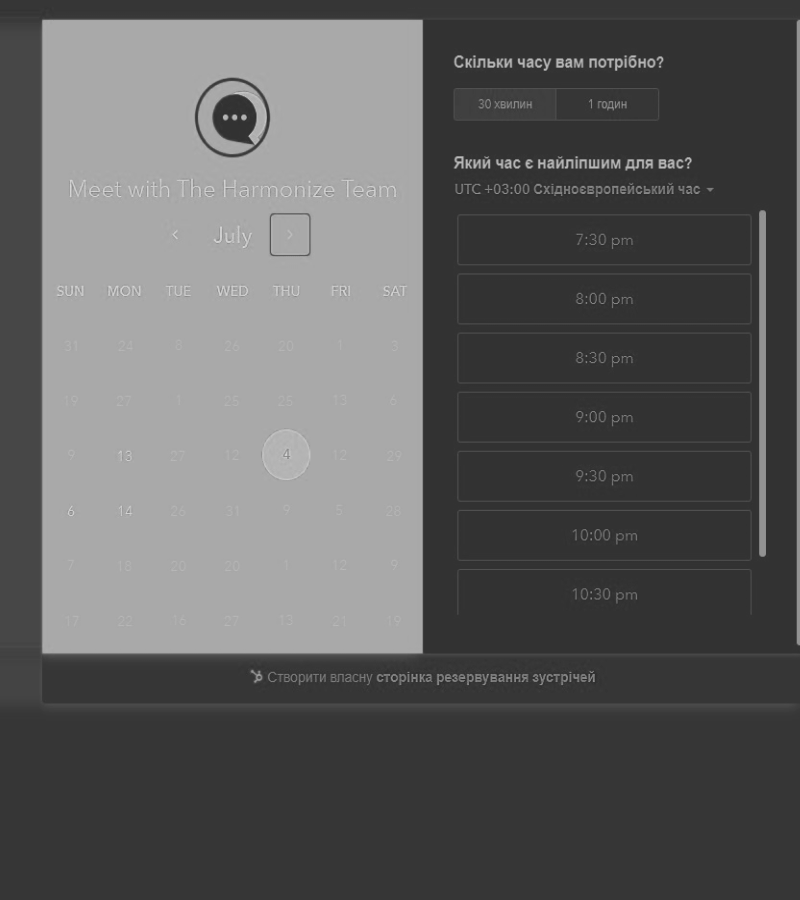 Meet with The Harmonize Team
July
SUN MON TUE WED THU FRI SAT
31 24 8 26 20 1 3
19 27 1 25 25 13 6
9 13 27 12 4 12 29
6 14 26 31 9 5 28
7 18 20 20 1 12 9
17 22 16 27 13 21 19
Скільки часу вам потрібно?
30 хвилин 1 годин
Який час є найліпшим для вас?
UTC +03:00 Східноєвропейський час
7:30 pm
8:00 pm
8:30 pm
9:00 pm
9:30 pm
10:00 pm
10:30 pm
Створити власну сторінка резервування зустрічей